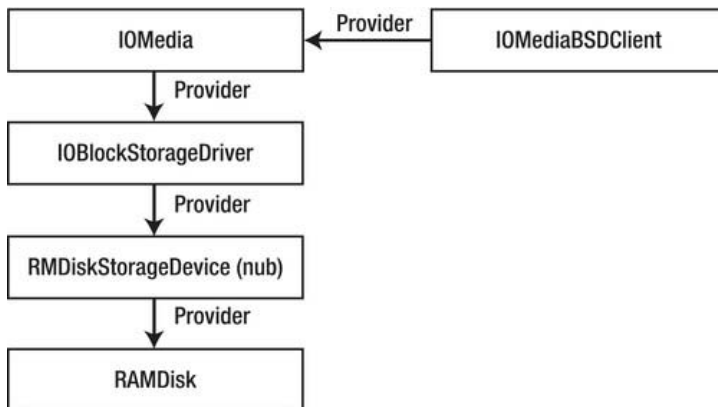 Provider
IOMedia
IOMediaBSDClient
Provider
IOBlockStorageDriver
Provider
RMDiskStorageDevice (nub)
Provider
RAMDisk